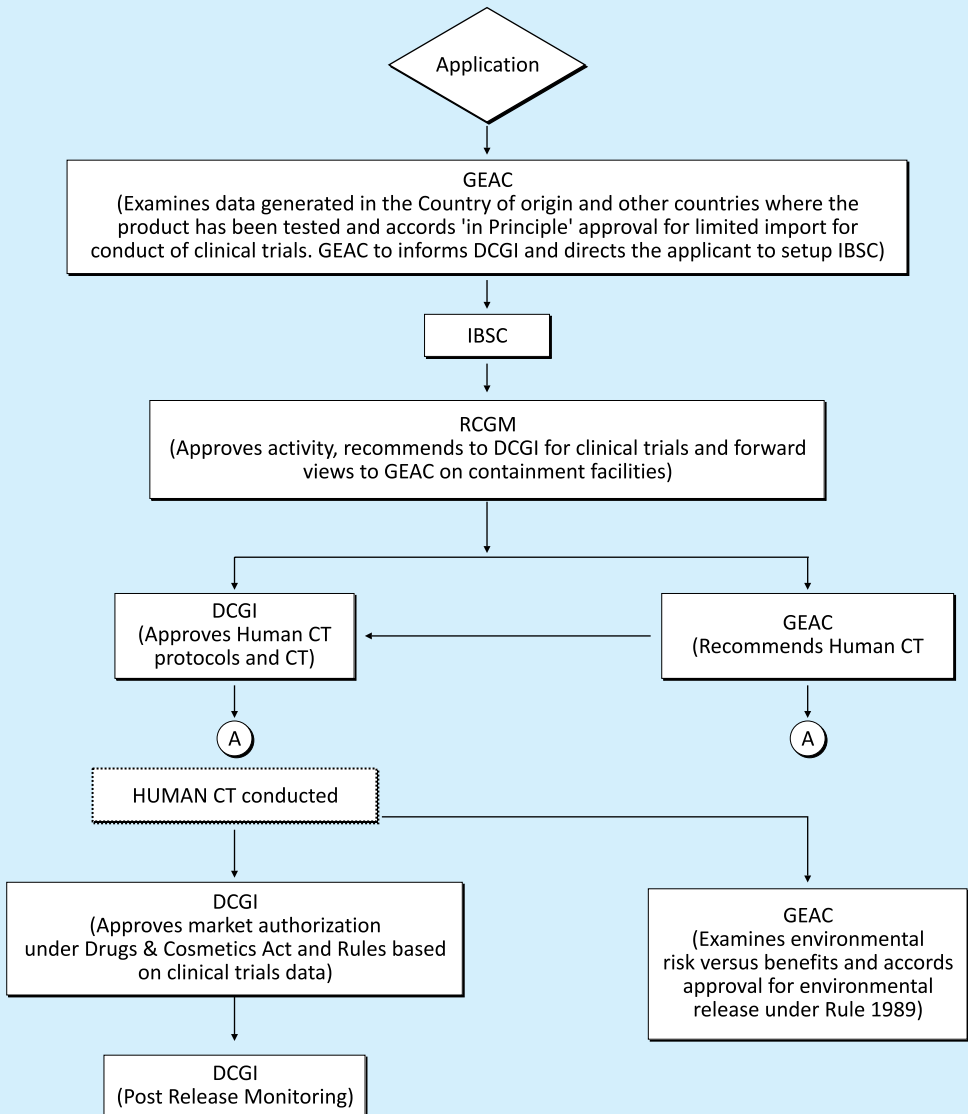 Application
GEAC
(Examines data generated in the Country of origin and other countries where the
product has been tested and accords 'in Principle' approval for limited import for
conduct of clinical trials. GEAC to informs DCGI and directs the applicant to setup IBSC)
IBSC
RCGM
(Approves activity, recommends to DCGI for clinical trials and forward
views to GEAC on containment facilities)
DCGI
(Approves Human CT
protocols and CT)
GEAC
(Recommends Human CT
A
A
HUMAN CT conducted
DCGI
(Approves market authorization
under Drugs & Cosmetics Act and Rules based
on clinical trials data)
GEAC
(Examines environmental
risk versus benefits and accords
approval for environmental
release under Rule 1989)
DCGI
(Post Release Monitoring)